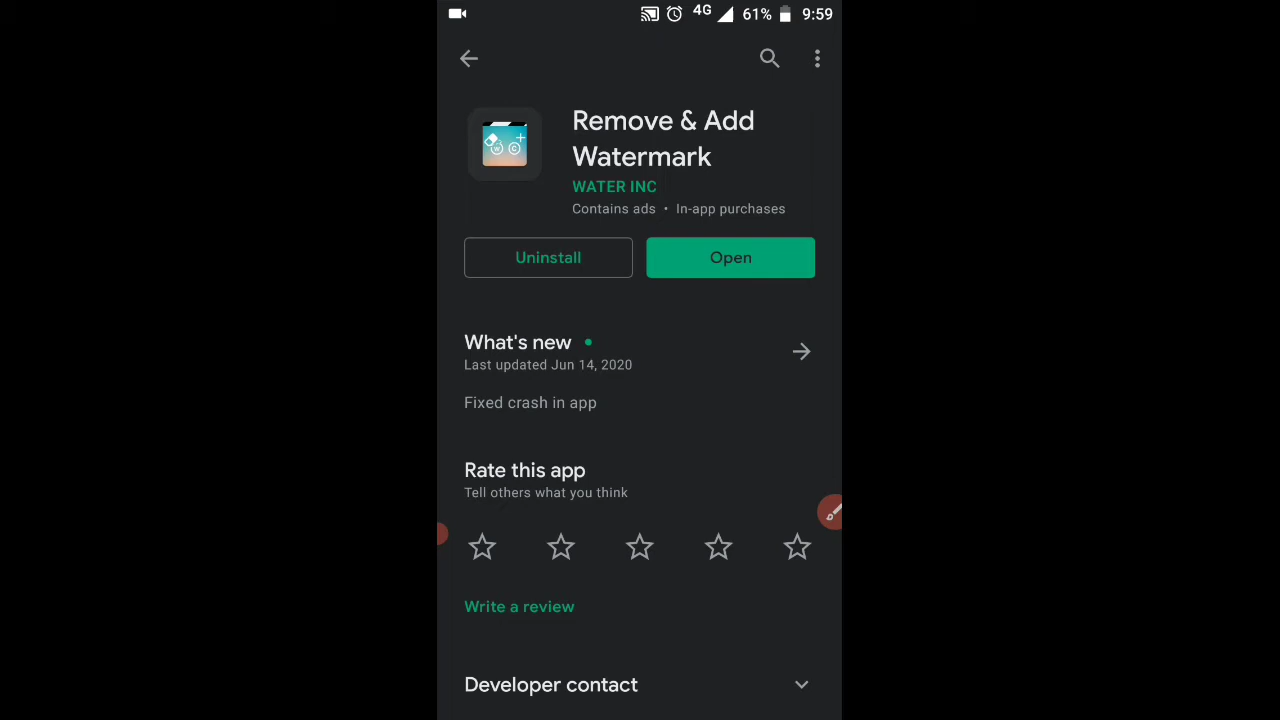 4G 61% 9:59
Remove & Add
Watermark
WATER INC
Contains ads • In-app purchases
Uninstall
Open
What's new
Last updated Jun 14, 2020
Fixed crash in app
Rate this app
Tell others what you think
Write a review
Developer contact